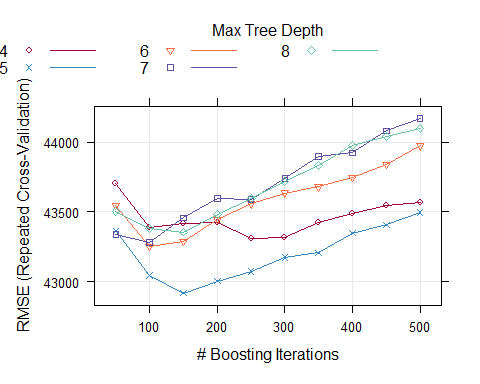 Max Tree Depth
4 6 8
5 7
RMSE (Repeated Cross-Validation)
44000
43500
43000
100 200 300 400 500
# Boosting Iterations